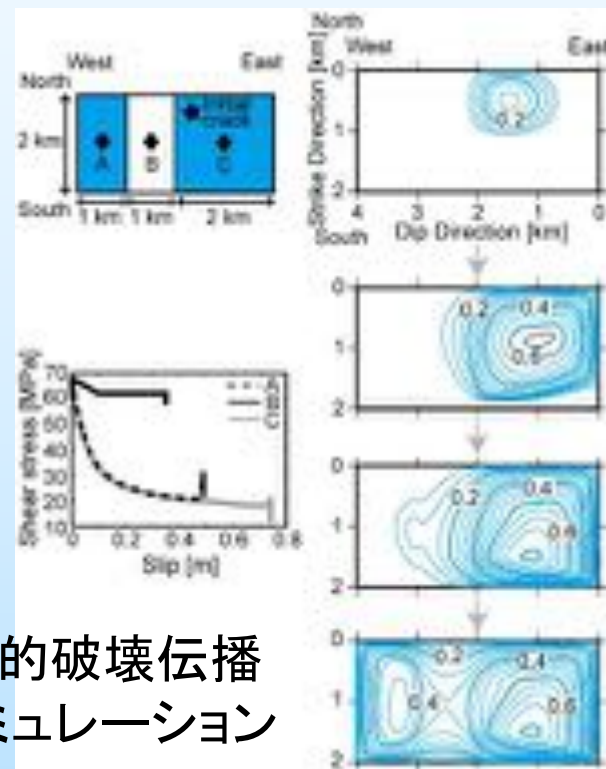 North
West East
2 km
A B C
South 1 km 1 km 2 km
Initial
crack
Shear stress [MPa]
70
60
50
40
30
20
10
0 0.2 0.4 0.6 0.8
Slip [m]
A
B
C
的破壊伝播
ミュレーション
North
West East
Strike Direction [km]
0
1
2
0.2
4 3 2 1 0
South Dip Direction [km]
0
1
2
0.2 0.4
0.6
0
1
2
0.2 0.4
0.6
0
1
2
0.2 0.4
0.4 0.6